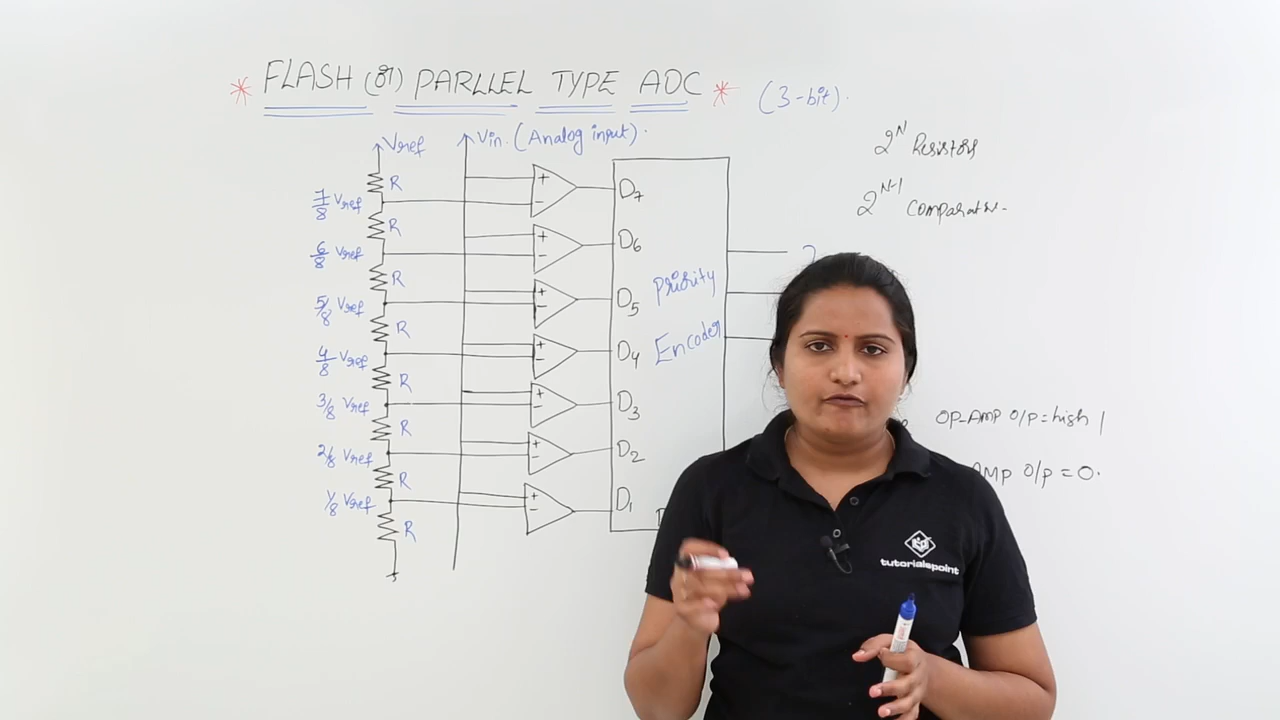 * FLASH (or) PARLLEL TYPE ADC * (3-bit).
Vref
Vin. (Analog input).
2^N Resistors
2^N-1 Comparators.
R
7/8 Vref
R
6/8 Vref
R
5/8 Vref
R
4/8 Vref
R
3/8 Vref
R
2/8 Vref
R
1/8 Vref
R
+
-
+
-
+
-
+
-
+
-
+
-
+
-
D7
D6
D5
D4
D3
D2
D1
Priority
Encoder
OP-AMP O/P = high 1
AMP O/P = 0.
tutorialspoint